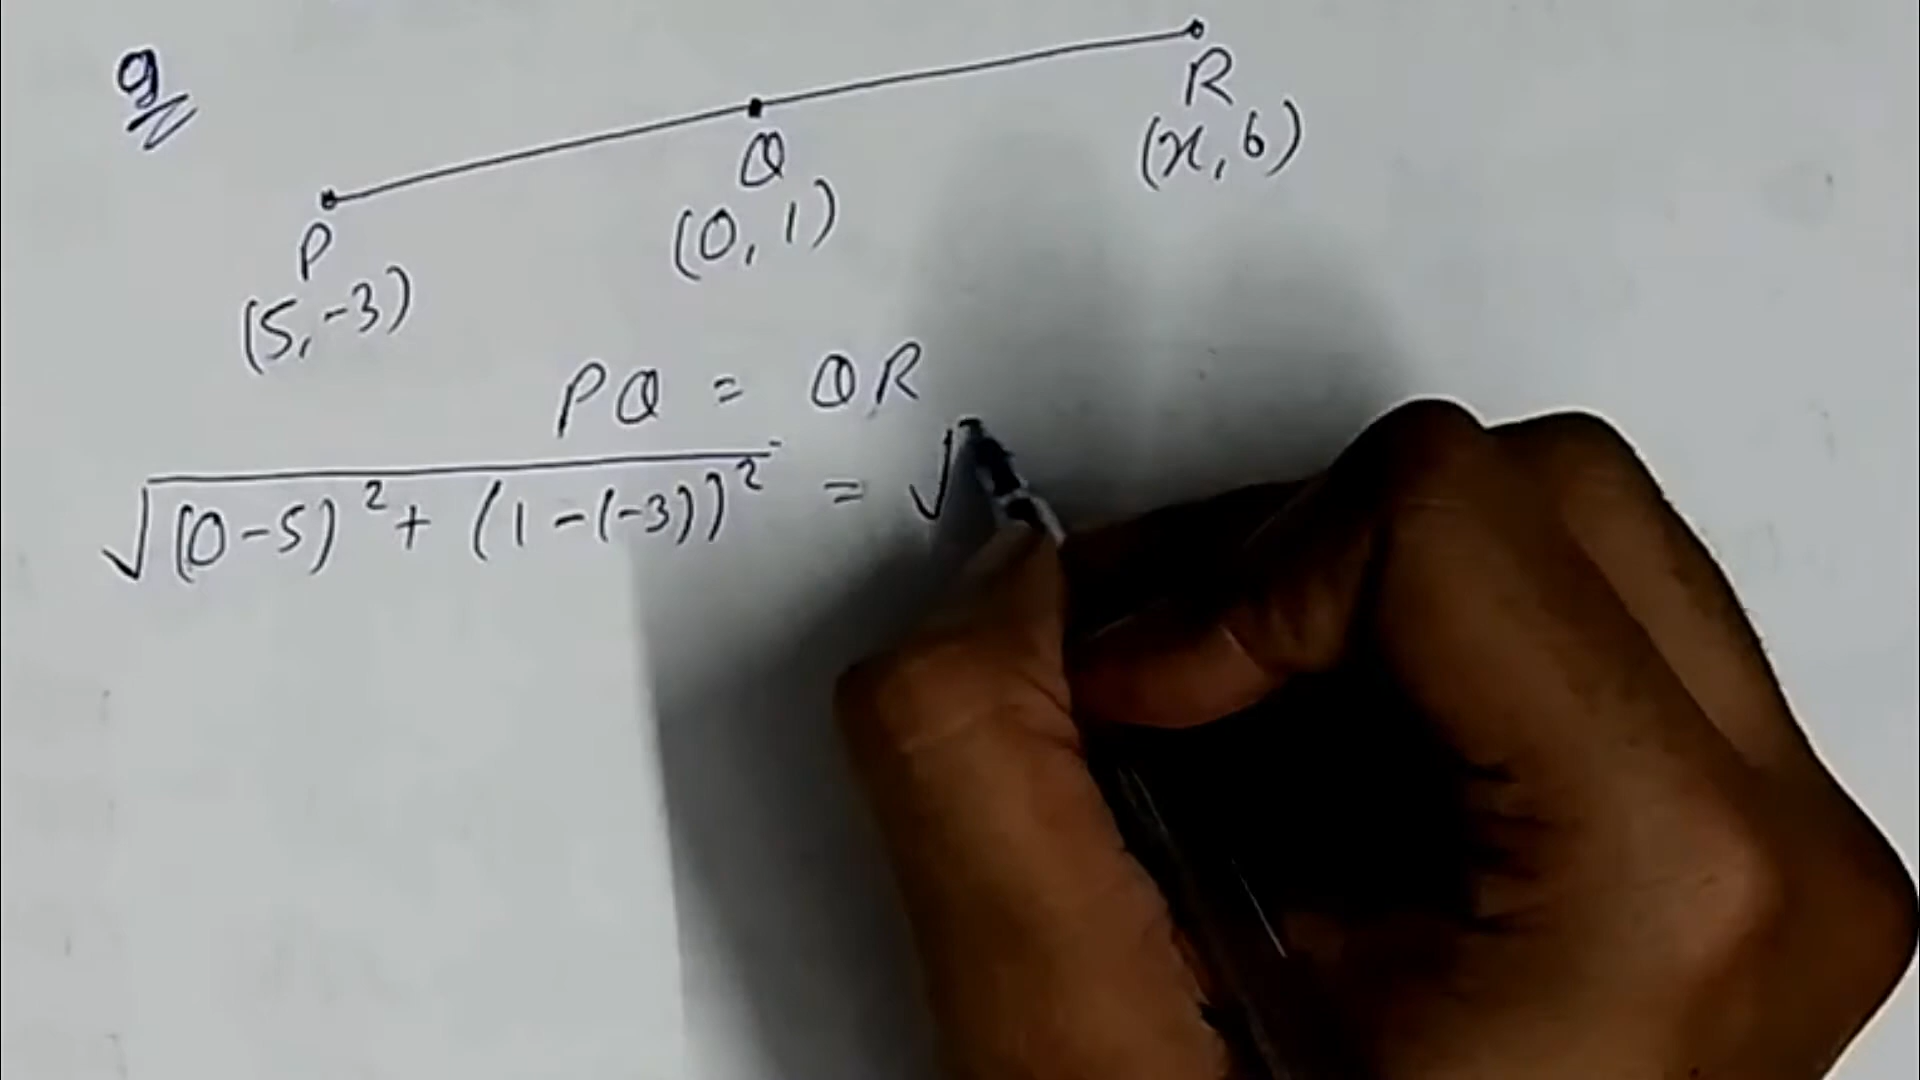 9
P
(5,-3)
Q
(0,1)
R
(x,6)
PQ = QR
√(0-5)²+(1-(-3))² = √